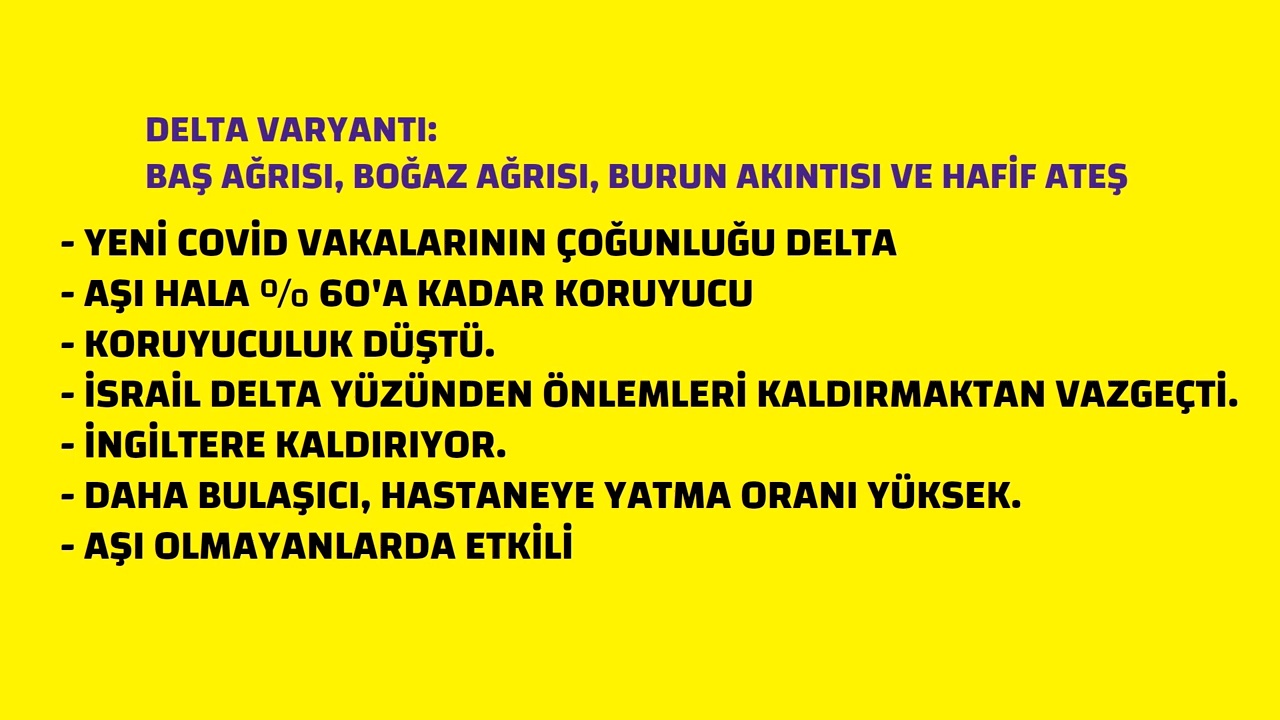 DELTA VARYANTI:
BAŞ AĞRISI, BOĞAZ AĞRISI, BURUN AKINTISI VE HAFİF ATEŞ
- YENİ COVİD VAKALARININ ÇOĞUNLUĞU DELTA
- AŞI HALA % 60'A KADAR KORUYUCU
- KORUYUCULUK DÜŞTÜ.
- İSRAİL DELTA YÜZÜNDEN ÖNLEMLERİ KALDIRMAKTAN VAZGEÇTİ.
- İNGİLTERE KALDIRIYOR.
- DAHA BULAŞICI, HASTANEYE YATMA ORANI YÜKSEK.
- AŞI OLMAYANLARDA ETKİLİ